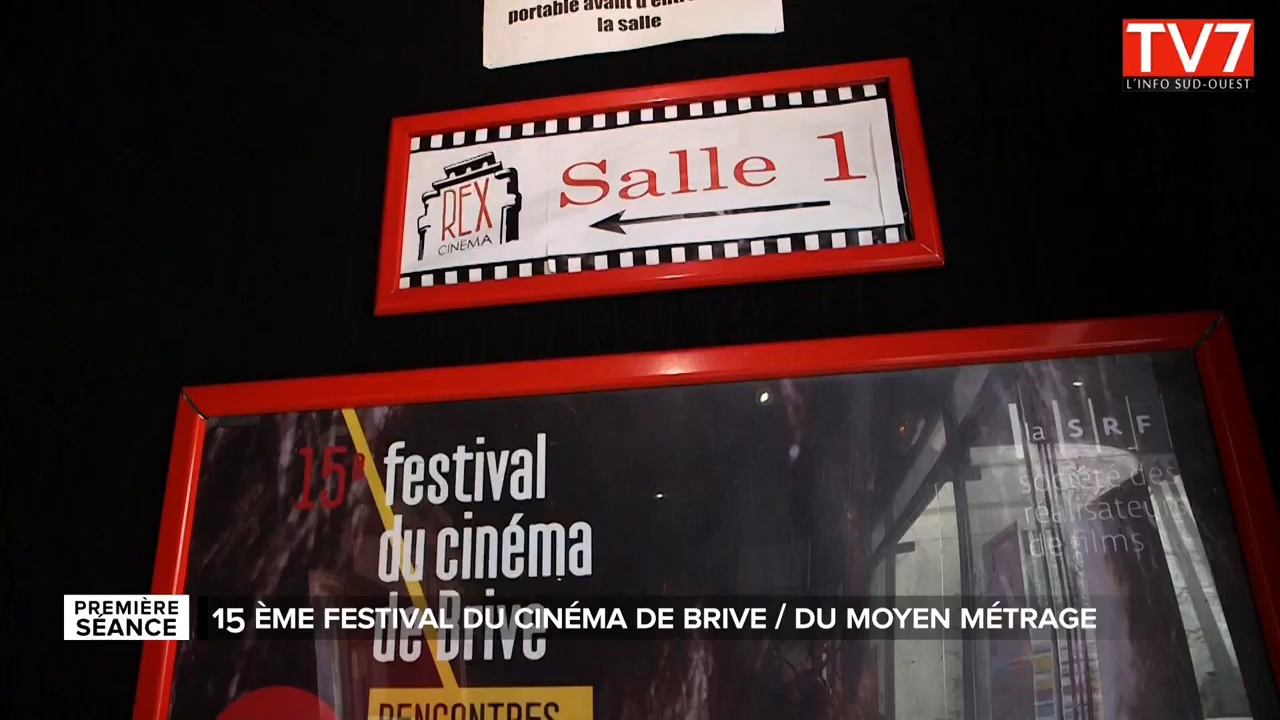 portable avant d'
la salle
TV7
L'INFO SUD-OUEST
REX
CINEMA
Salle 1
15e festival
du cinéma
de Brive
RENCONTRES
la SRF
société des
réalisateurs
de films
PREMIÈRE
SÉANCE
15 ÈME FESTIVAL DU CINÉMA DE BRIVE / DU MOYEN MÉTRAGE